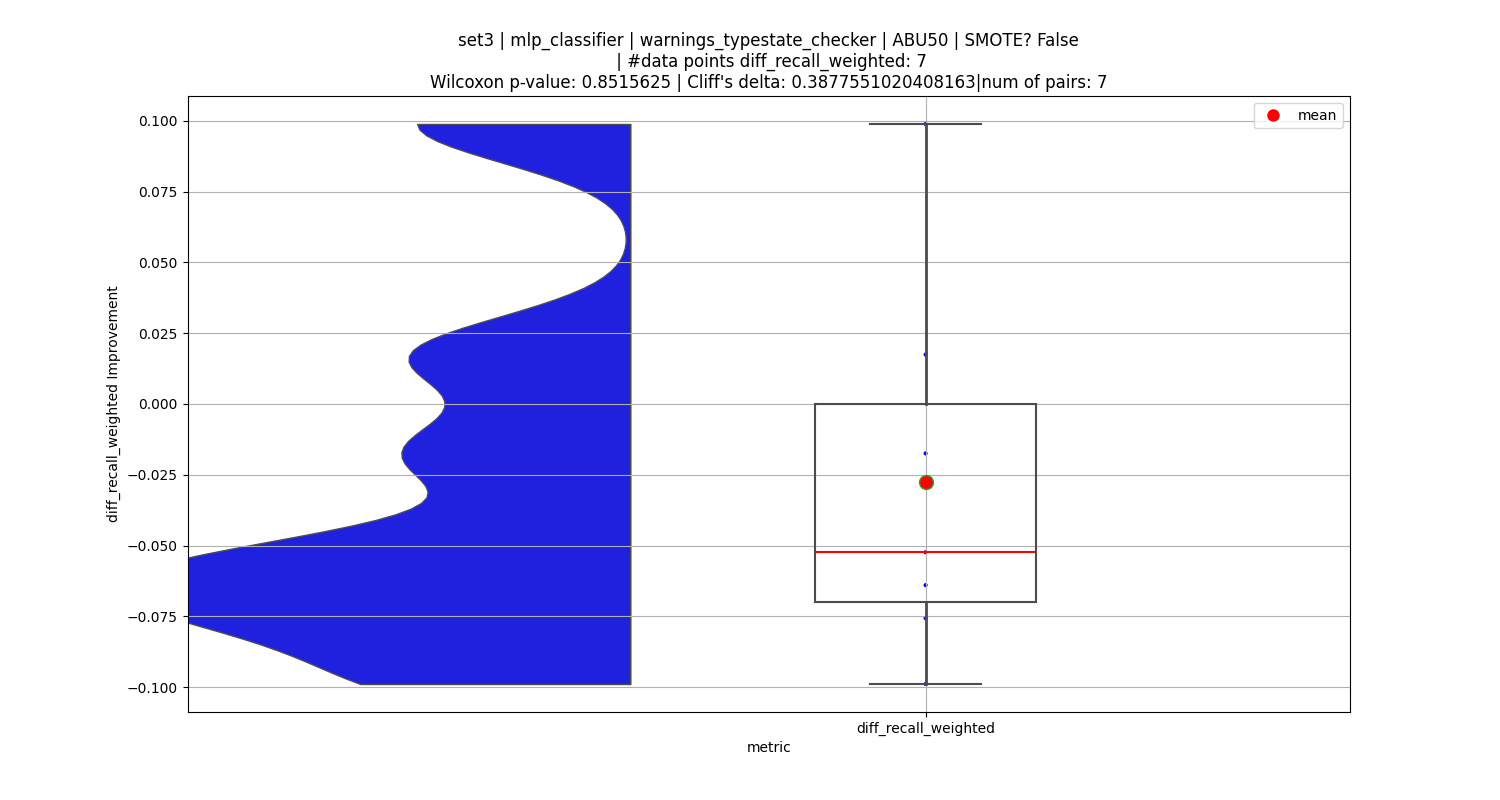 set3 | mlp_classifier | warnings_typestate_checker | ABU50 | SMOTE? False
| #data points diff_recall_weighted: 7
Wilcoxon p-value: 0.8515625 | Cliff's delta: 0.3877551020408163|num of pairs: 7
mean
0.100
0.075
0.050
0.025
0.000
−0.025
−0.050
−0.075
−0.100
diff_recall_weighted Improvement
diff_recall_weighted
metric